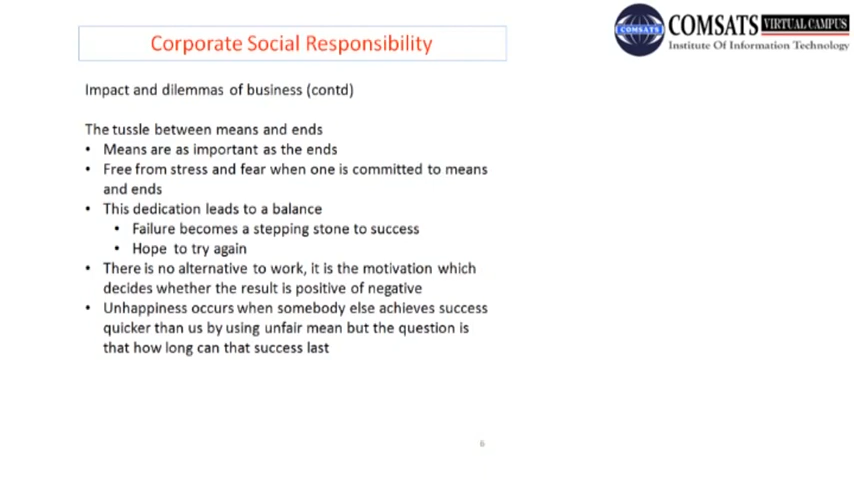 COMSATS VIRTUAL CAMPUS
COMSATS
Institute Of Information Technology
Corporate Social Responsibility
Impact and dilemmas of business (contd)
The tussle between means and ends
• Means are as important as the ends
• Free from stress and fear when one is committed to means
and ends
• This dedication leads to a balance
• Failure becomes a stepping stone to success
• Hope to try again
• There is no alternative to work, it is the motivation which
decides whether the result is positive of negative
• Unhappiness occurs when somebody else achieves success
quicker than us by using unfair mean but the question is
that how long can that success last
6